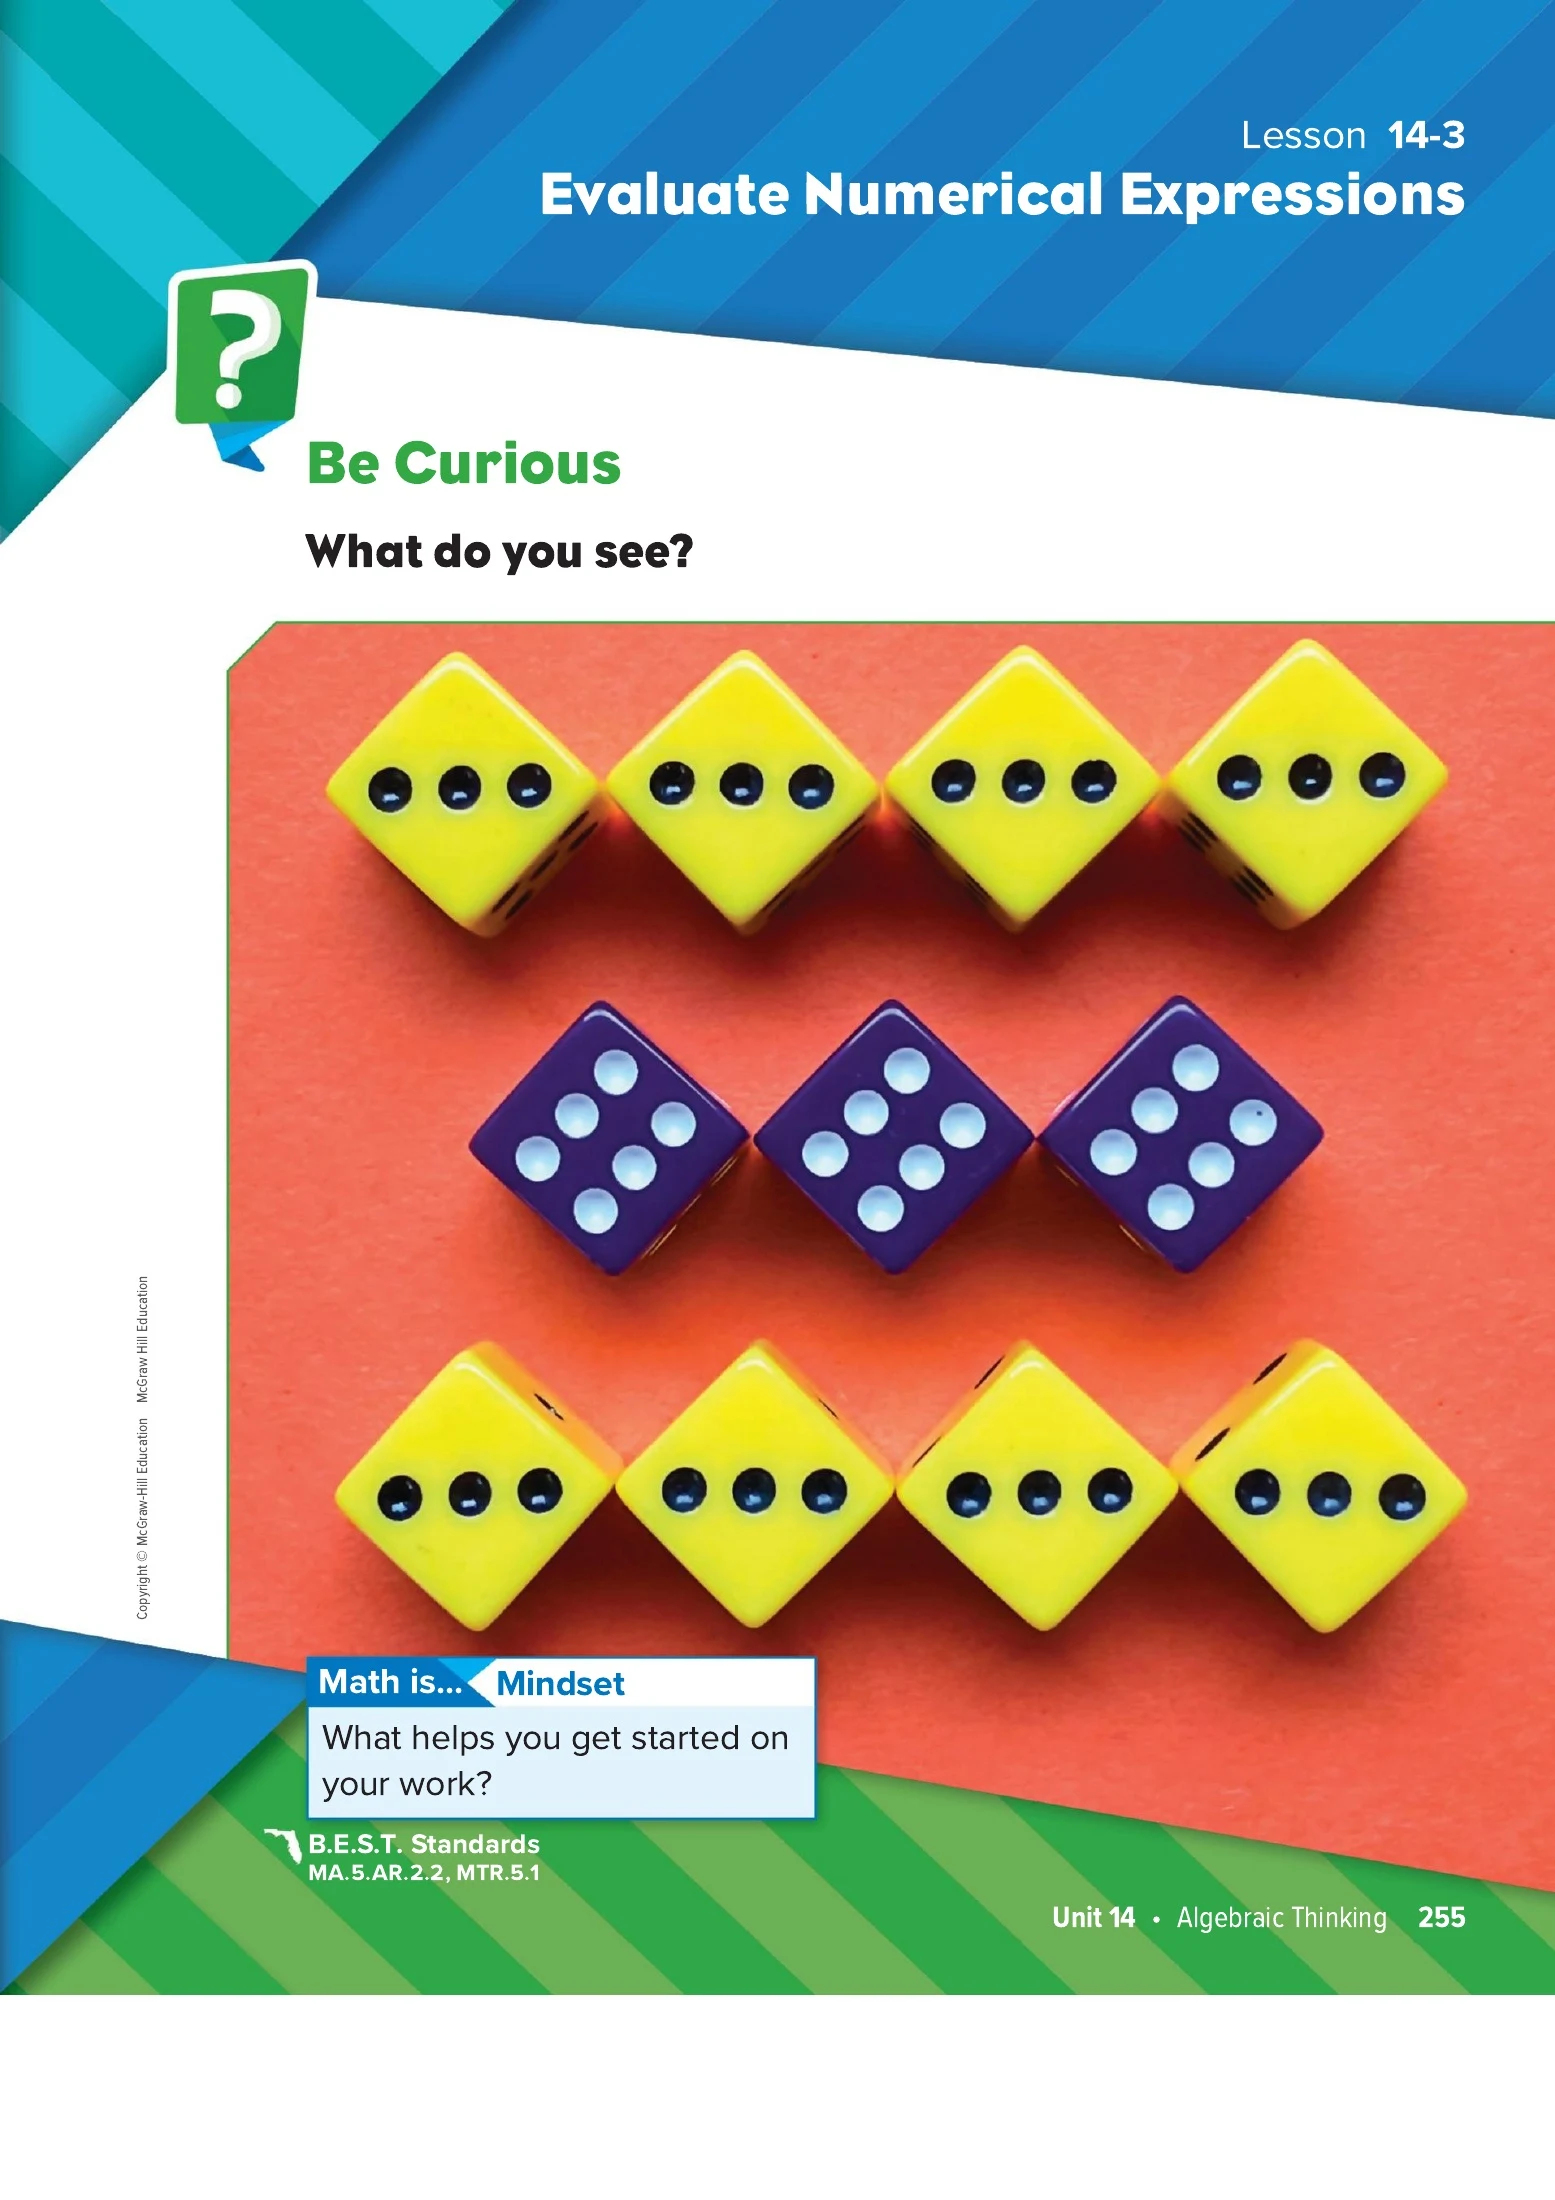 Lesson 14-3
Evaluate Numerical Expressions
?
Be Curious
What do you see?
Copyright © McGraw-Hill Education McGraw Hill Education
Math is... Mindset
What helps you get started on
your work?
B.E.S.T. Standards
MA.5.AR.2.2, MTR.5.1
Unit 14 • Algebraic Thinking 255